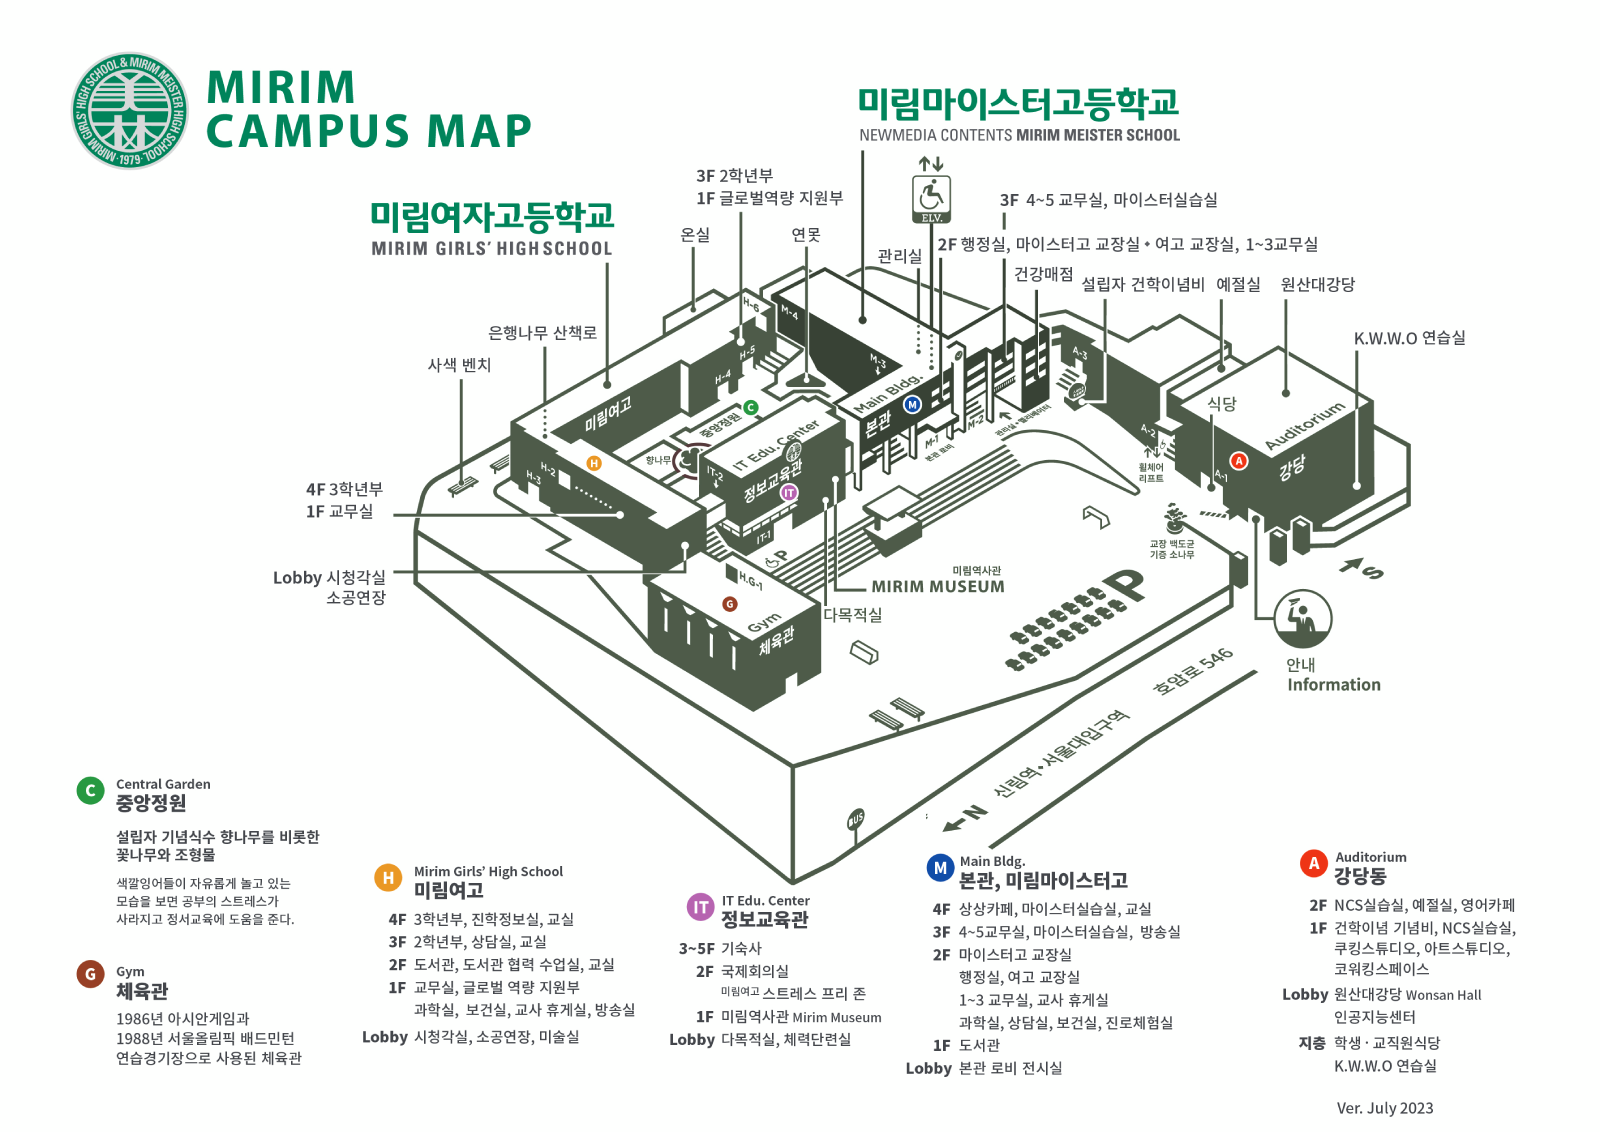 MIRIM GIRLS' HIGH SCHOOL & MIRIM MEISTER HIGH SCHOOL
·1979·
MIRIM
CAMPUS MAP
미림마이스터고등학교
NEWMEDIA CONTENTS MIRIM MEISTER SCHOOL
미림여자고등학교
MIRIM GIRLS' HIGH SCHOOL
3F 2학년부
1F 글로벌역량 지원부
온실
연못
관리실
ELV.
3F 4~5 교무실, 마이스터실습실
2F 행정실, 마이스터고 교장실 • 여고 교장실, 1~3교무실
건강매점
설립자 건학이념비
예절실
원산대강당
K.W.W.O 연습실
은행나무 산책로
사색 벤치
4F 3학년부
1F 교무실
Lobby 시청각실
소공연장
미림여고
H
H-2
H-3
H-4
H-5
H-6
M-4
M-3
Main Bldg.
본관
M
M-1
M-2
본관 로비
관리실•엘리베이터
C
중앙정원
향나무
IT Edu. Center
정보교육관
IT
IT-2
IT-1
P
H.G-1
G
Gym
체육관
A-3
A-2
A-1
휠체어
리프트
식당
A
Auditorium
강당
교장 백도균
기증 소나무
미림역사관
MIRIM MUSEUM
다목적실
P
S
안내
Information
호암로 546
신림역•서울대입구역
N
BUS
C
Central Garden
중앙정원
설립자 기념식수 향나무를 비롯한
꽃나무와 조형물
색깔잉어들이 자유롭게 놀고 있는
모습을 보면 공부의 스트레스가
사라지고 정서교육에 도움을 준다.
G
Gym
체육관
1986년 아시안게임과
1988년 서울올림픽 배드민턴
연습경기장으로 사용된 체육관
H
Mirim Girls' High School
미림여고
4F 3학년부, 진학정보실, 교실
3F 2학년부, 상담실, 교실
2F 도서관, 도서관 협력 수업실, 교실
1F 교무실, 글로벌 역량 지원부
과학실, 보건실, 교사 휴게실, 방송실
Lobby 시청각실, 소공연장, 미술실
IT
IT Edu. Center
정보교육관
3~5F 기숙사
2F 국제회의실
미림여고 스트레스 프리 존
1F 미림역사관 Mirim Museum
Lobby 다목적실, 체력단련실
M
Main Bldg.
본관, 미림마이스터고
4F 상상카페, 마이스터실습실, 교실
3F 4~5교무실, 마이스터실습실, 방송실
2F 마이스터고 교장실
행정실, 여고 교장실
1~3 교무실, 교사 휴게실
과학실, 상담실, 보건실, 진로체험실
1F 도서관
Lobby 본관 로비 전시실
A
Auditorium
강당동
2F NCS실습실, 예절실, 영어카페
1F 건학이념 기념비, NCS실습실,
쿠킹스튜디오, 아트스튜디오,
코워킹스페이스
Lobby 원산대강당 Wonsan Hall
인공지능센터
지층 학생 · 교직원식당
K.W.W.O 연습실
Ver. July 2023